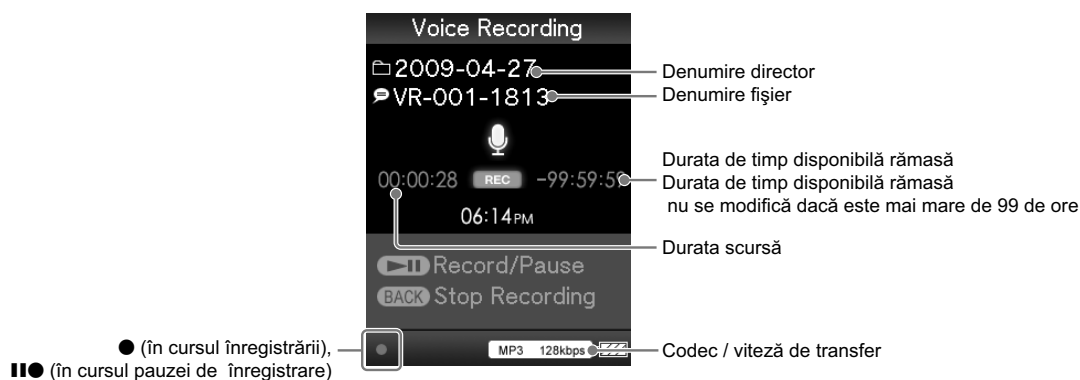 Voice Recording
2009-04-27
Denumire director
VR-001-1813
Denumire fişier
Durata de timp disponibilă rămasă
00:00:28 REC -99:59:59
Durata de timp disponibilă rămasă
nu se modifică dacă este mai mare de 99 de ore
06:14 PM
Durata scursă
Record/Pause
BACK Stop Recording
● (în cursul înregistrării),
II● (în cursul pauzei de înregistrare)
MP3 128kbps
Codec / viteză de transfer